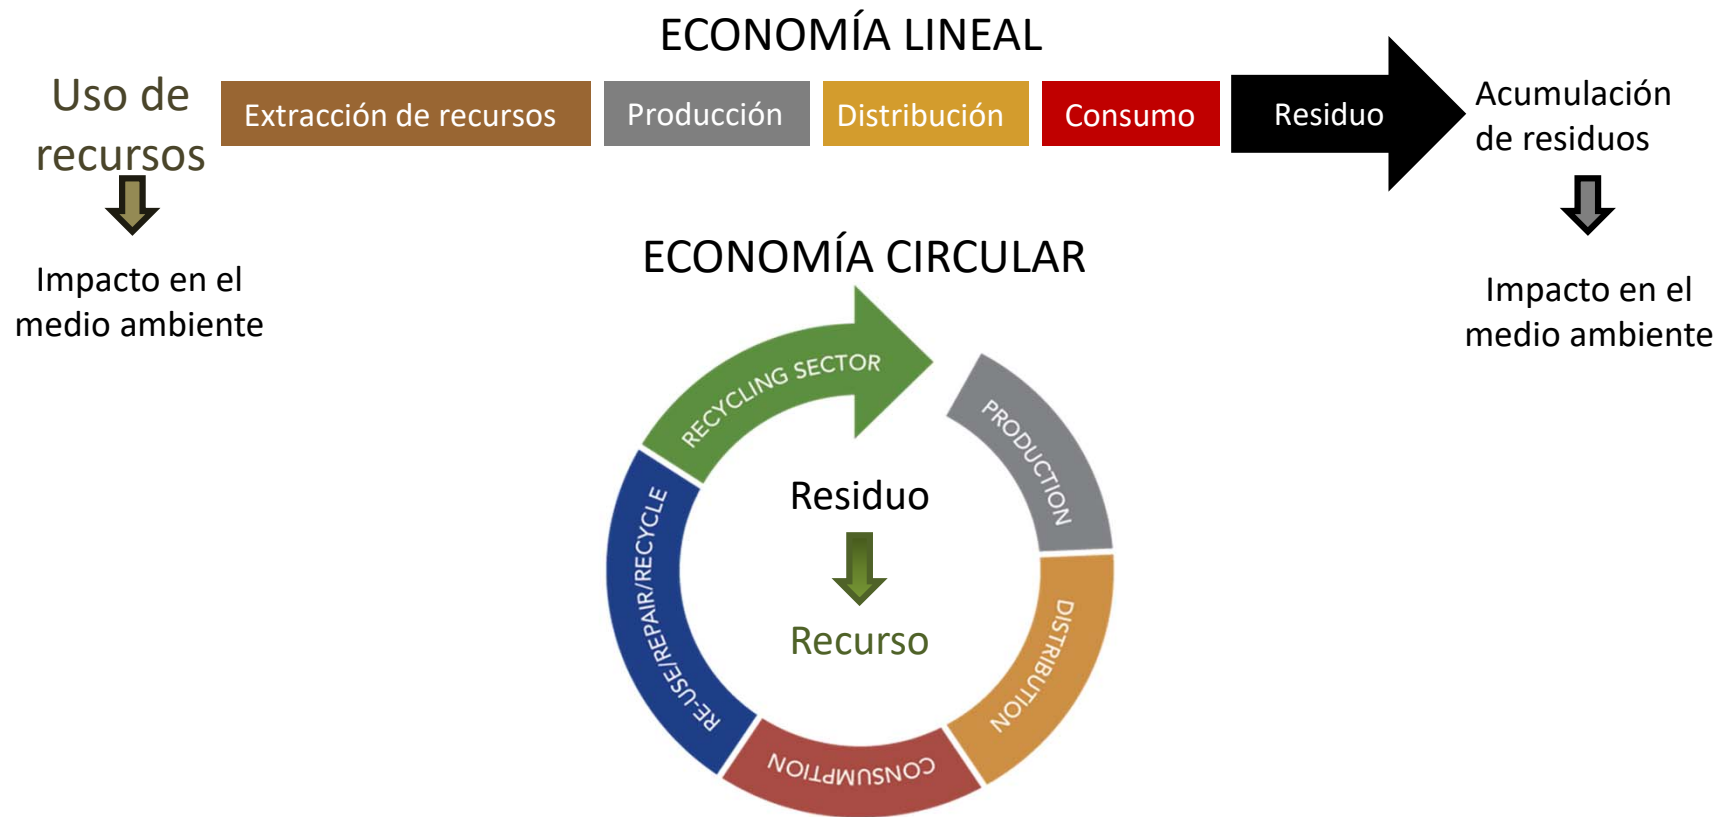 ECONOMÍA LINEAL
Uso de
recursos
Extracción de recursos
Producción
Distribución
Consumo
Residuo
Acumulación
de residuos
Impacto en el
medio ambiente
Impacto en el
medio ambiente
ECONOMÍA CIRCULAR
RECYCLING SECTOR
PRODUCTION
DISTRIBUTION
CONSUMPTION
RE-USE/REPAIR/RECYCLE
Residuo
Recurso